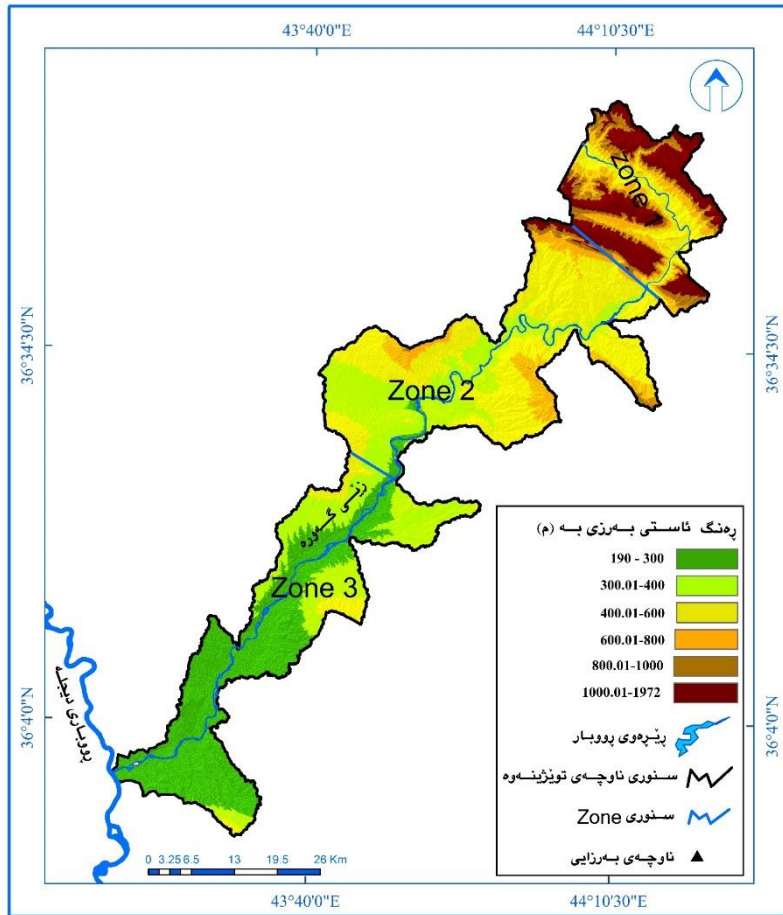 43°40'0"E 44°10'30"E
zone 1
36°34'30"N 36°34'30"N
Zone 2
زێی گەورە
Zone 3
ڕەنگ ئاستی بەرزی بە (م)
190 - 300
300.01-400
400.01-600
600.01-800
800.01-1000
1000.01-1972
ڕێڕەوی ڕووبار
سنوری ناوچەی توێژینەوە
سنوری Zone
ناوچەی بەرزایی
36°4'0"N 36°4'0"N
ڕووباری دیجلە
0 3.25 6.5 13 19.5 26 Km
43°40'0"E 44°10'30"E